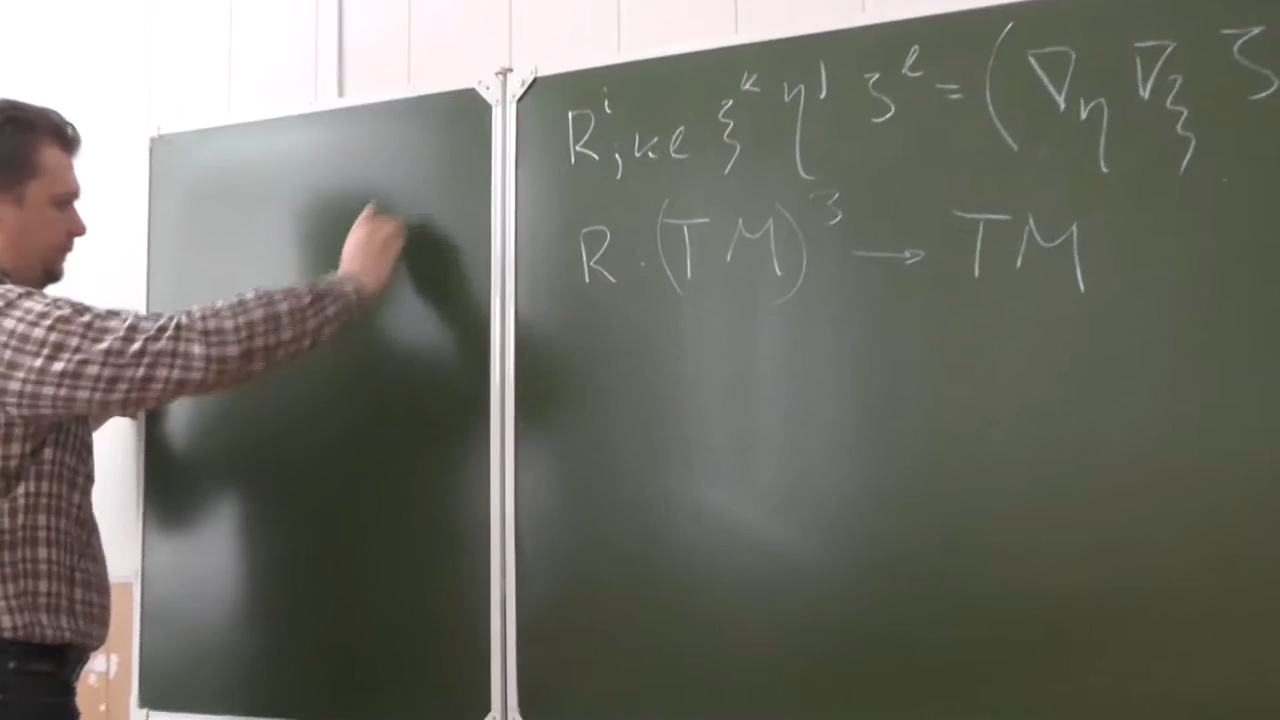 R^i_{jkl} ξ^k η^j ζ^l = (∇_η ∇_ξ ζ
R : (TM)^3 → TM